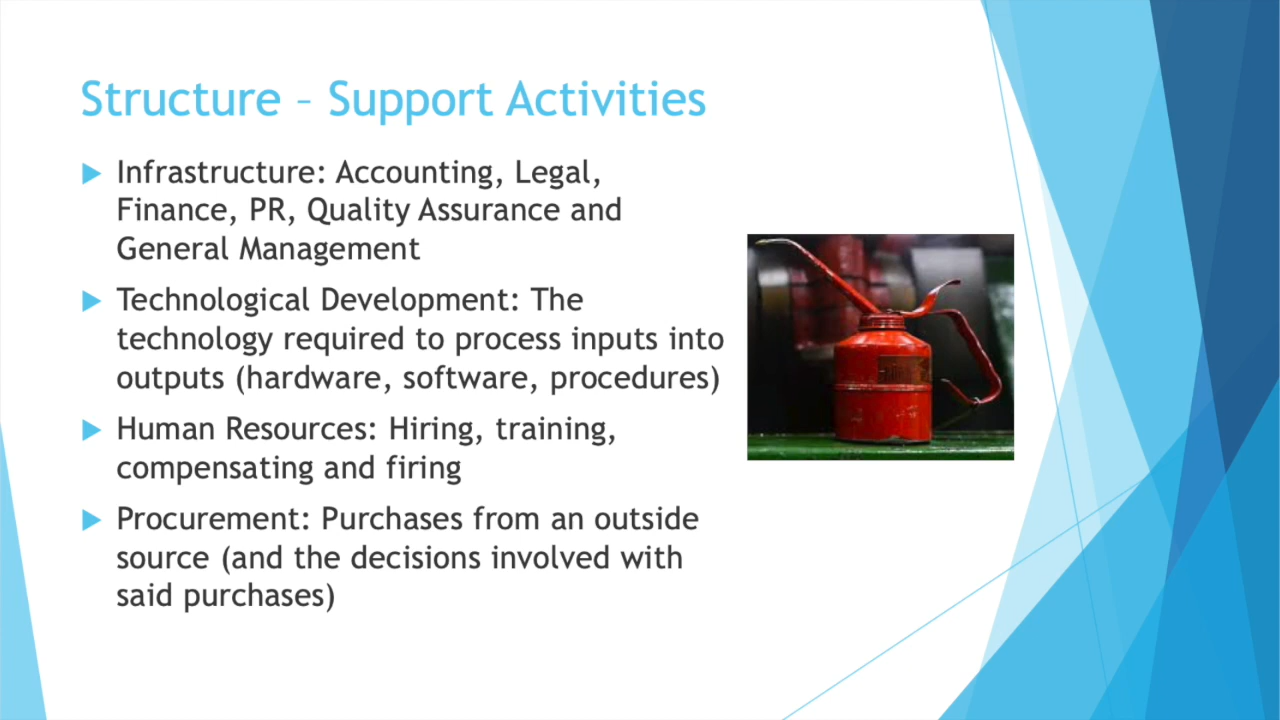 Structure – Support Activities
Infrastructure: Accounting, Legal,
Finance, PR, Quality Assurance and
General Management
Technological Development: The
technology required to process inputs into
outputs (hardware, software, procedures)
Human Resources: Hiring, training,
compensating and firing
Procurement: Purchases from an outside
source (and the decisions involved with
said purchases)